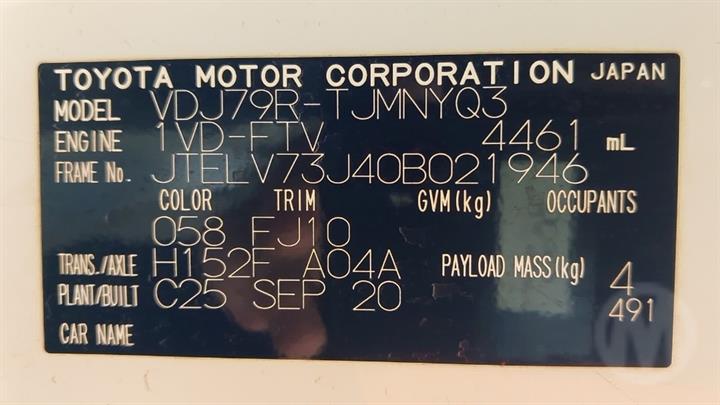 TOYOTA MOTOR CORPORATION JAPAN
MODEL VDJ79R-TJMNYQ3
ENGINE 1VD-FTV 4461 mL
FRAME No. JTELV73J40B021946
COLOR TRIM GVM(kg) OCCUPANTS
058 FJ10
TRANS./AXLE H152F A04A PAYLOAD MASS(kg) 4
PLANT/BUILT C25 SEP 20 491
CAR NAME
M